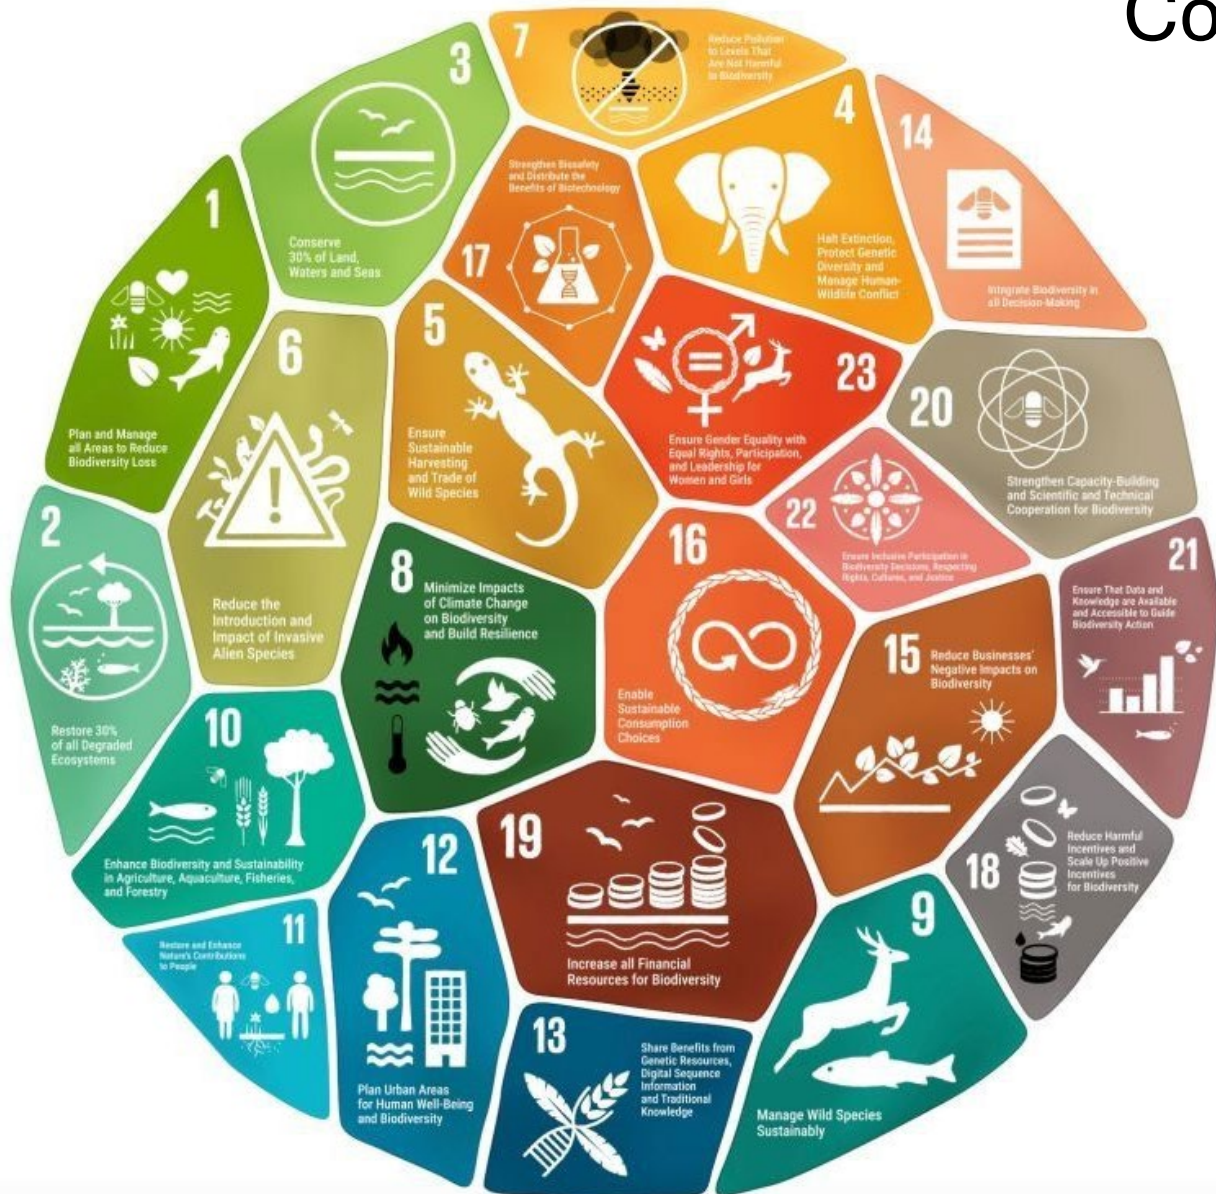 Co
3
Conserve
30% of Land,
Waters and Seas
7
Reduce Pollution
to Levels That
Are Not Harmful
to Biodiversity
4
Halt Extinction,
Protect Genetic
Diversity and
Manage Human-
Wildlife Conflict
14
Integrate Biodiversity in
all Decision-Making
1
Plan and Manage
all Areas to Reduce
Biodiversity Loss
17
Strengthen Biosafety
and Distribute the
Benefits of Biotechnology
6
Reduce the
Introduction and
Impact of Invasive
Alien Species
5
Ensure
Sustainable
Harvesting
and Trade of
Wild Species
23
Ensure Gender Equality with
Equal Rights, Participation,
and Leadership for
Women and Girls
20
Strengthen Capacity-Building
and Scientific and Technical
Cooperation for Biodiversity
22
Ensure Inclusive Participation in
Biodiversity Decisions, Respecting
Rights, Cultures, and Justice
2
Restore 30%
of all Degraded
Ecosystems
8
Minimize Impacts
of Climate Change
on Biodiversity
and Build Resilience
16
Enable
Sustainable
Consumption
Choices
21
Ensure That Data and
Knowledge are Available
and Accessible to Guide
Biodiversity Action
15
Reduce Businesses'
Negative Impacts on
Biodiversity
10
Enhance Biodiversity and Sustainability
in Agriculture, Aquaculture, Fisheries,
and Forestry
19
Increase all Financial
Resources for Biodiversity
18
Reduce Harmful
Incentives and
Scale Up Positive
Incentives
for Biodiversity
11
Restore and Enhance
Nature's Contributions
to People
12
Plan Urban Areas
for Human Well-Being
and Biodiversity
13
Share Benefits from
Genetic Resources,
Digital Sequence
Information
and Traditional
Knowledge
9
Manage Wild Species
Sustainably